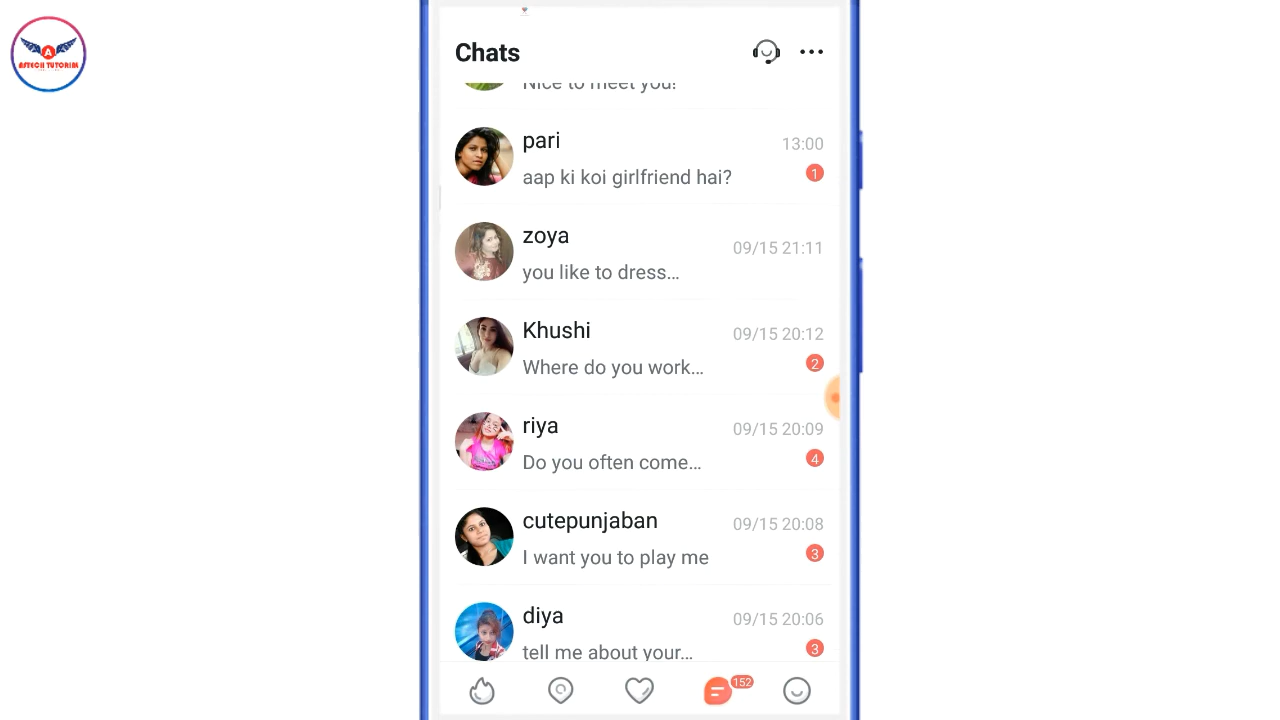 A
ASTECH TUTORIAL
Chats
Nice to meet you!
pari
13:00
aap ki koi girlfriend hai?
1
zoya
09/15 21:11
you like to dress...
Khushi
09/15 20:12
Where do you work...
2
riya
09/15 20:09
Do you often come...
4
cutepunjaban
09/15 20:08
I want you to play me
3
diya
09/15 20:06
tell me about your...
3
152